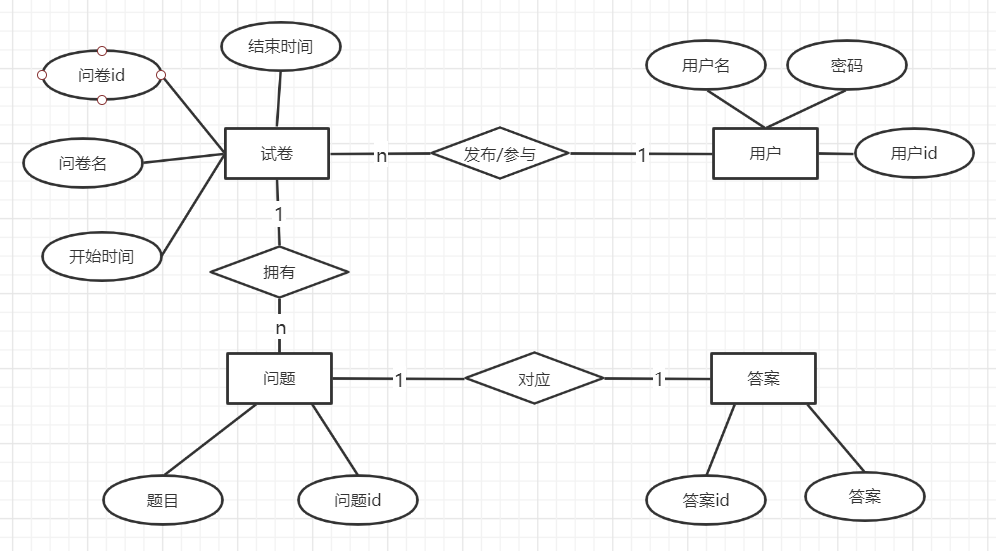 结束时间
问卷id
用户名
密码
问卷名
试卷
n
发布/参与
1
用户
用户id
1
开始时间
拥有
n
问题
1
对应
1
答案
题目
问题id
答案id
答案